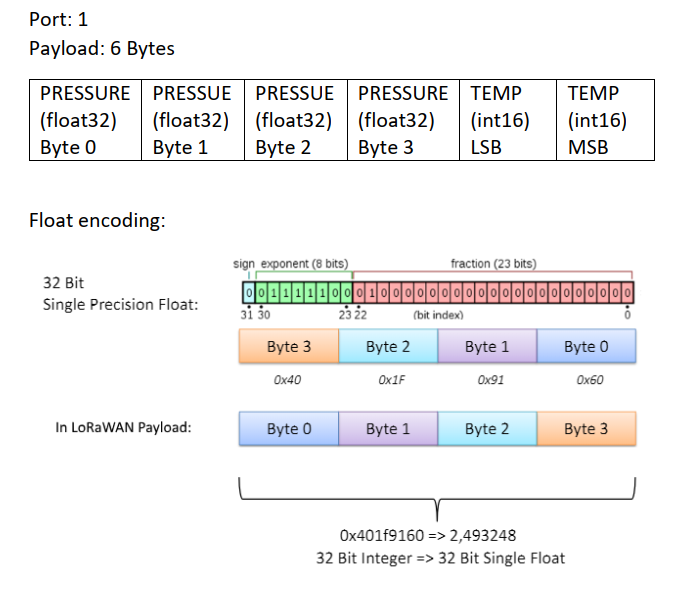 Port: 1
Payload: 6 Bytes
PRESSURE PRESSUE PRESSUE PRESSURE TEMP TEMP
(float32) (float32) (float32) (float32) (int16) (int16)
Byte 0 Byte 1 Byte 2 Byte 3 LSB MSB
Float encoding:
sign exponent (8 bits) fraction (23 bits)
32 Bit
Single Precision Float:
0 0 1 1 1 1 1 0 0 0 1 0 0 0 0 0 0 0 0 0 0 0 0 0 0 0 0 0 0 0 0 0
31 30 23 22 (bit index) 0
Byte 3 Byte 2 Byte 1 Byte 0
0x40 0x1F 0x91 0x60
In LoRaWAN Payload:
Byte 0 Byte 1 Byte 2 Byte 3
0x401f9160 => 2,493248
32 Bit Integer => 32 Bit Single Float